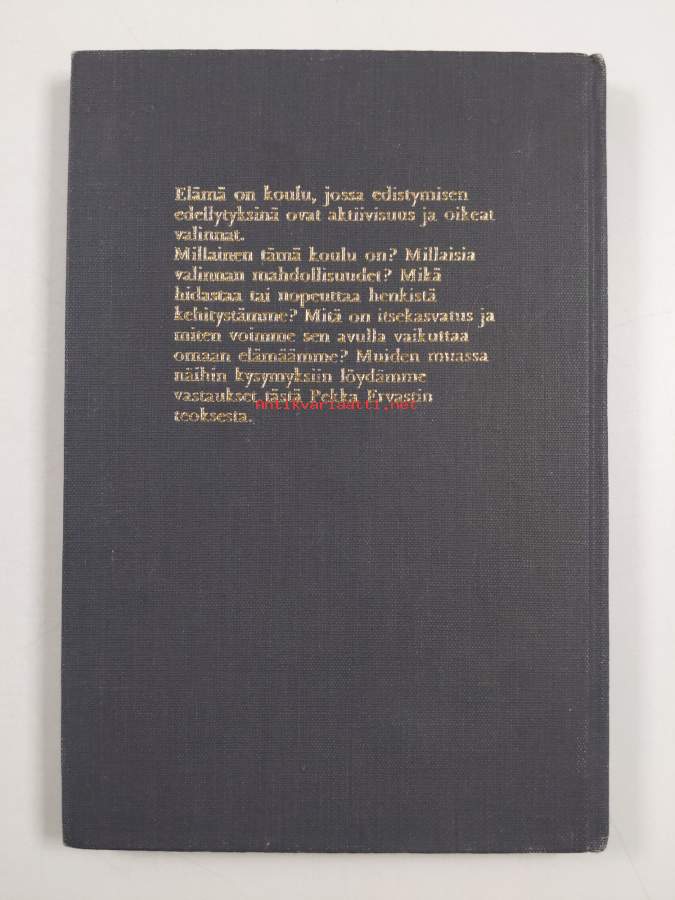 Elämä on koulu, jossa edistymisen
edellytyksinä ovat aktiivisuus ja oikeat
valinnat.
Millainen tämä koulu on? Millaisia
valinnan mahdollisuudet? Mikä
hidastaa tai nopeuttaa henkistä
kehitystämme? Mitä on itsekasvatus ja
miten voimme sen avulla vaikuttaa
omaan elämäämme? Muiden muassa
näihin kysymyksiin löydämme
vastaukset tästä Pekka Ervastin
teoksesta.
antikvariaatti.net